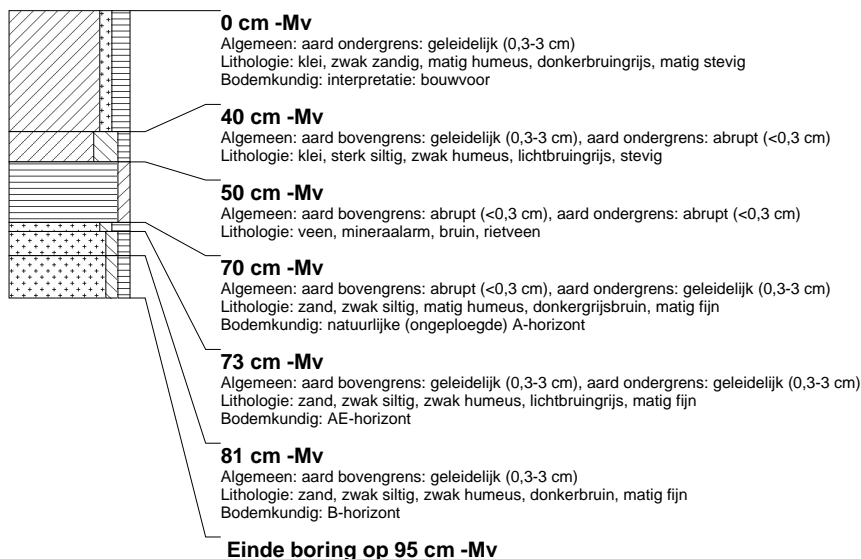 0 cm -Mv
Algemeen: aard ondergrens: geleidelijk (0,3-3 cm)
Lithologie: klei, zwak zandig, matig humeus, donkerbruingrijs, matig stevig
Bodemkundig: interpretatie: bouwvoor
40 cm -Mv
Algemeen: aard bovengrens: geleidelijk (0,3-3 cm), aard ondergrens: abrupt (<0,3 cm)
Lithologie: klei, sterk siltig, zwak humeus, lichtbruingrijs, stevig
50 cm -Mv
Algemeen: aard bovengrens: abrupt (<0,3 cm), aard ondergrens: abrupt (<0,3 cm)
Lithologie: veen, mineraalarm, bruin, rietveen
70 cm -Mv
Algemeen: aard bovengrens: abrupt (<0,3 cm), aard ondergrens: geleidelijk (0,3-3 cm)
Lithologie: zand, zwak siltig, matig humeus, donkergrijsbruin, matig fijn
Bodemkundig: natuurlijke (ongeploegde) A-horizont
73 cm -Mv
Algemeen: aard bovengrens: geleidelijk (0,3-3 cm), aard ondergrens: geleidelijk (0,3-3 cm)
Lithologie: zand, zwak siltig, zwak humeus, lichtbruingrijs, matig fijn
Bodemkundig: AE-horizont
81 cm -Mv
Algemeen: aard bovengrens: geleidelijk (0,3-3 cm)
Lithologie: zand, zwak siltig, zwak humeus, donkerbruin, matig fijn
Bodemkundig: B-horizont
Einde boring op 95 cm -Mv